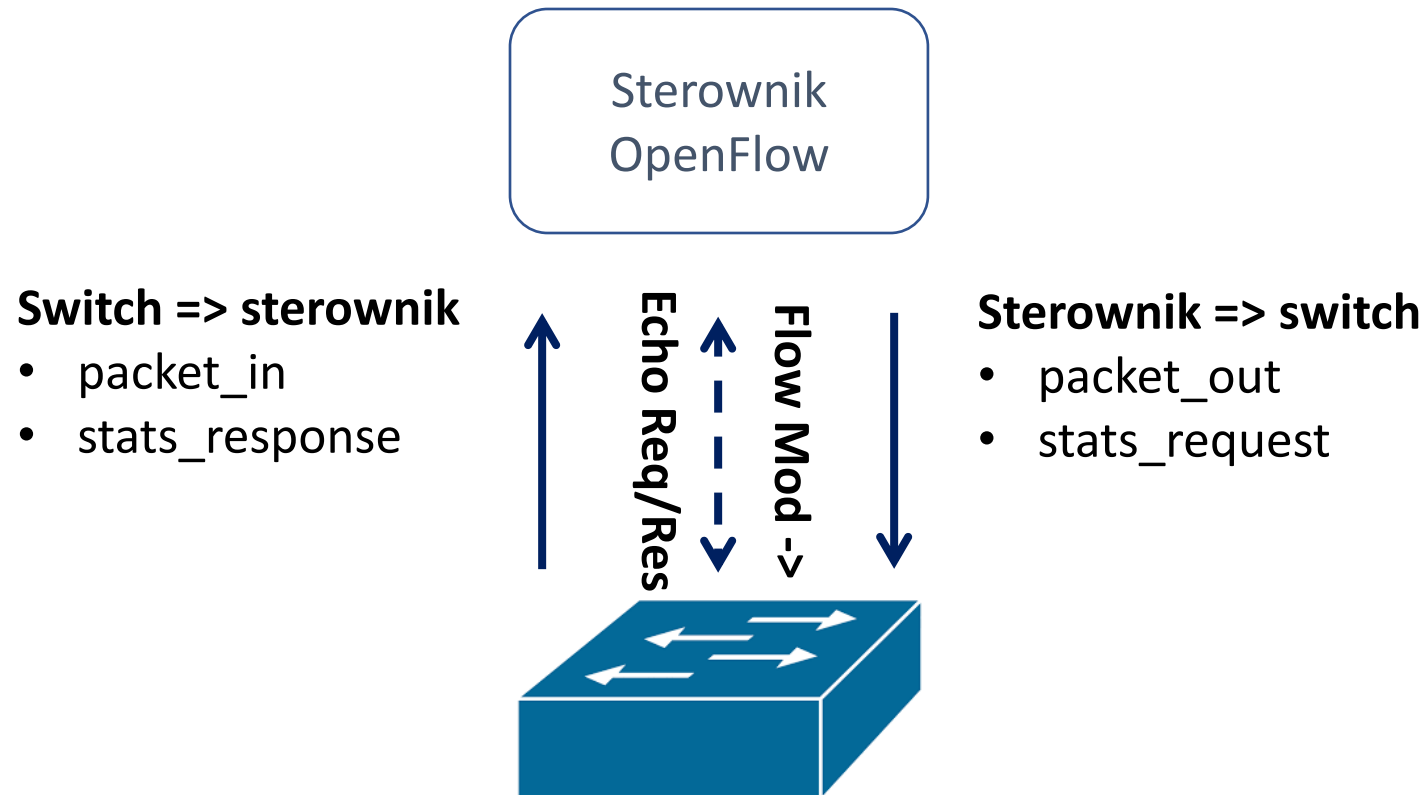 Sterownik
OpenFlow
Switch => sterownik
• packet_in
• stats_response
Echo Req/Res
Flow Mod ->
Sterownik => switch
• packet_out
• stats_request